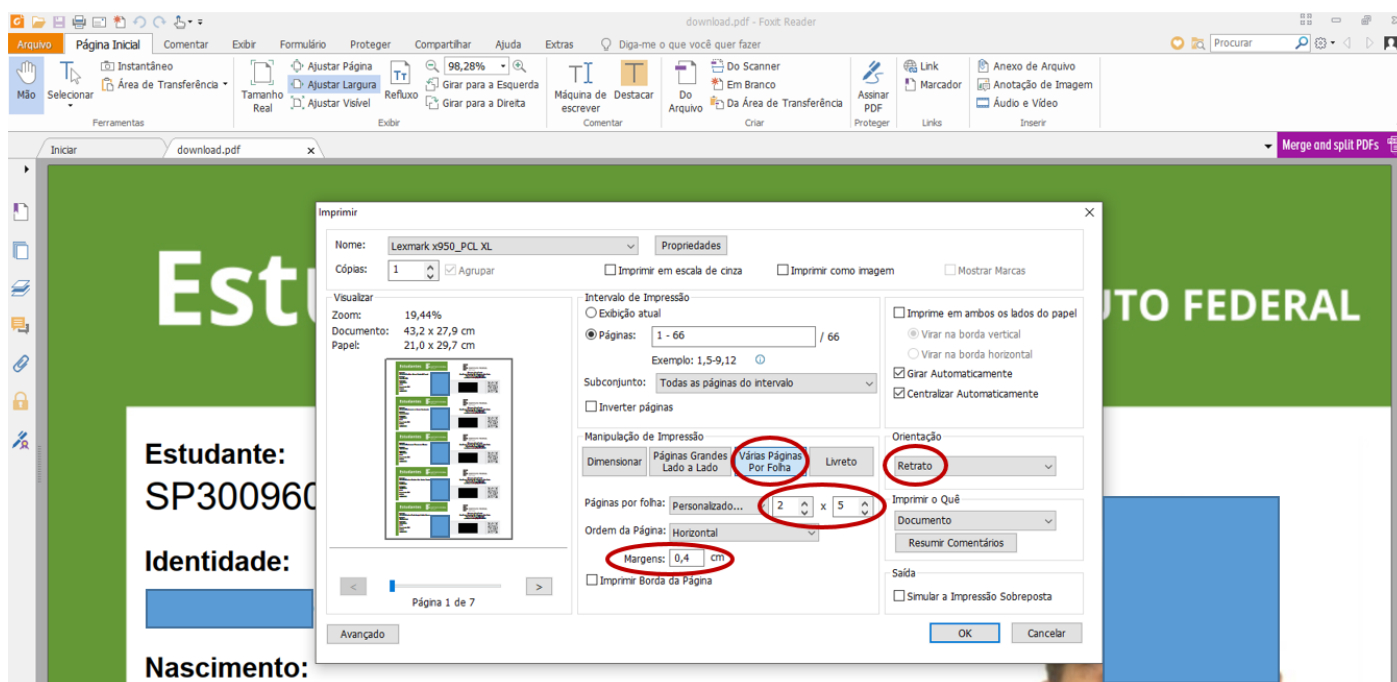 download.pdf - Foxit Reader
Arquivo Página Inicial Comentar Exibir Formulário Proteger Compartilhar Ajuda Extras Diga-me o que você quer fazer Procurar
Mão
Selecionar
Instantâneo
Área de Transferência
Ferramentas
Tamanho Real
Ajustar Página
Ajustar Largura
Ajustar Visível
Refluxo
98,28%
Girar para a Esquerda
Girar para a Direita
Exibir
Máquina de escrever
Destacar
Comentar
Do Arquivo
Do Scanner
Em Branco
Da Área de Transferência
Criar
Assinar PDF
Proteger
Link
Marcador
Links
Anexo de Arquivo
Anotação de Imagem
Áudio e Vídeo
Inserir
Iniciar download.pdf x
Merge and split PDFs
Est
UTO FEDERAL
Estudante:
SP300960
Identidade:
Nascimento:
Imprimir
Nome: Lexmark x950_PCL XL Propriedades
Cópias: 1 Agrupar Imprimir em escala de cinza Imprimir como imagem Mostrar Marcas
Visualizar
Zoom: 19,44%
Documento: 43,2 x 27,9 cm
Papel: 21,0 x 29,7 cm
< >
Página 1 de 7
Intervalo de Impressão
Exibição atual
Páginas: 1 - 66 / 66
Exemplo: 1,5-9,12
Subconjunto: Todas as páginas do intervalo
Inverter páginas
Imprime em ambos os lados do papel
Virar na borda vertical
Virar na borda horizontal
Girar Automaticamente
Centralizar Automaticamente
Manipulação de Impressão
Dimensionar
Páginas Grandes Lado a Lado
Várias Páginas Por Folha
Livreto
Páginas por folha: Personalizado... 2 x 5
Ordem da Página: Horizontal
Margens: 0,4 cm
Imprimir Borda da Página
Orientação
Retrato
Imprimir o Quê
Documento
Resumir Comentários
Saída
Simular a Impressão Sobreposta
Avançado OK Cancelar